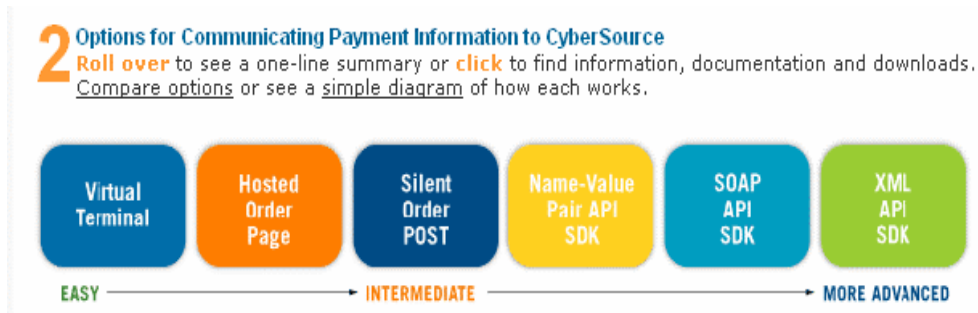 2 Options for Communicating Payment Information to CyberSource
Roll over to see a one-line summary or click to find information, documentation and downloads.
Compare options or see a simple diagram of how each works.
Virtual
Terminal
Hosted
Order
Page
Silent
Order
POST
Name-Value
Pair API
SDK
SOAP
API
SDK
XML
API
SDK
EASY
INTERMEDIATE
MORE ADVANCED